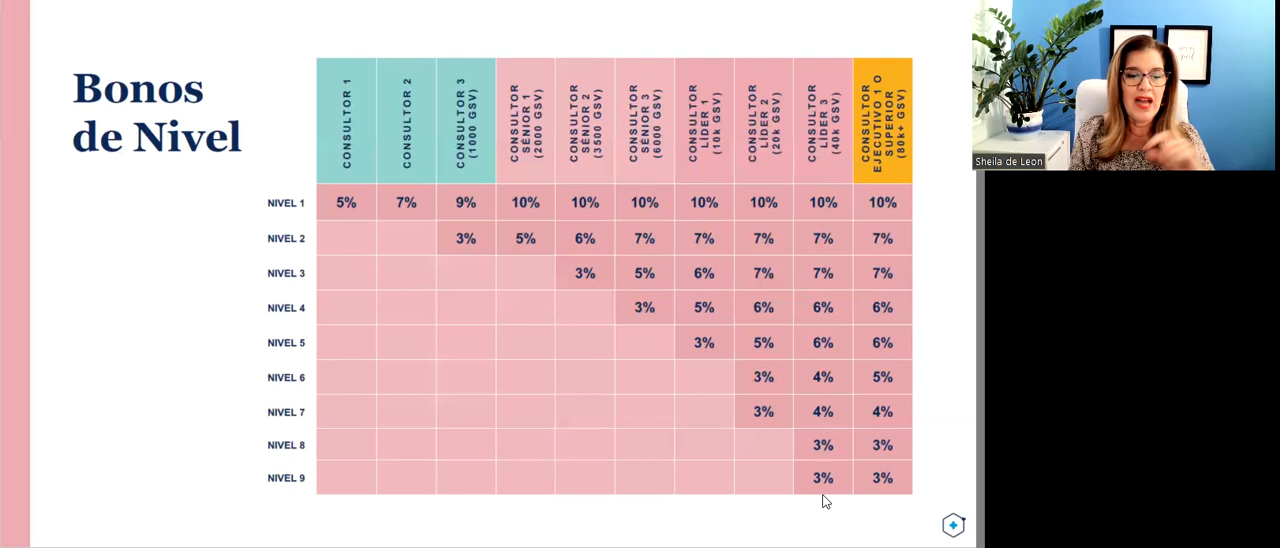 Bonos
de Nivel
CONSULTOR 1
CONSULTOR 2
CONSULTOR 3
(1000 GSV)
CONSULTOR
SÉNIOR 1
(2000 GSV)
CONSULTOR
SÉNIOR 2
(3500 GSV)
CONSULTOR
SÉNIOR 3
(6000 GSV)
CONSULTOR
LÍDER 1
(10k GSV)
CONSULTOR
LÍDER 2
(20k GSV)
CONSULTOR
LÍDER 3
(40k GSV)
CONSULTOR
EJECUTIVO 1 O
SUPERIOR
(80k+ GSV)
NIVEL 1 5% 7% 9% 10% 10% 10% 10% 10% 10% 10%
NIVEL 2 3% 5% 6% 7% 7% 7% 7% 7%
NIVEL 3 3% 5% 6% 7% 7% 7%
NIVEL 4 3% 5% 6% 6% 6%
NIVEL 5 3% 5% 6% 6%
NIVEL 6 3% 4% 5%
NIVEL 7 3% 4% 4%
NIVEL 8 3% 3%
NIVEL 9 3% 3%
Sheila de Leon